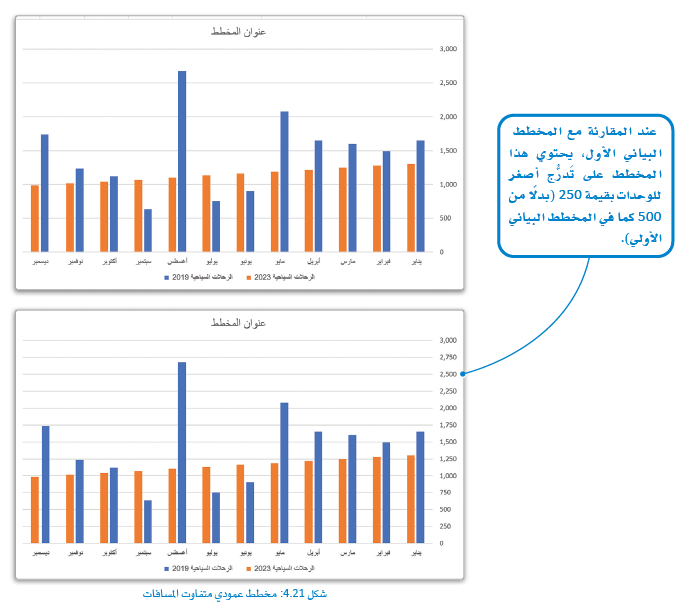 عنوان المخطط
3,000
2,500
2,000
1,500
1,000
500
0
يناير فبراير مارس أبريل مايو يونيو يوليو أغسطس سبتمبر أكتوبر نوفمبر ديسمبر
الرحلات السياحية 2023 الرحلات السياحية 2019
عند المقارنة مع المخطط
البياني الأول، يحتوي هذا
المخطط على تَدرُّج أصغر
للوحدات بقيمة 250 (بدلًا من
500 كما في المخطط البياني
الأولي).
عنوان المخطط
3,000
2,750
2,500
2,250
2,000
1,750
1,500
1,250
1,000
750
500
250
0
يناير فبراير مارس أبريل مايو يونيو يوليو أغسطس سبتمبر أكتوبر نوفمبر ديسمبر
الرحلات السياحية 2023 الرحلات السياحية 2019
شكل 4.21: مخطط عمودي متفاوت المسافات